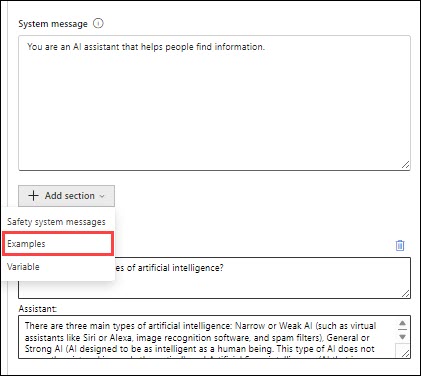 System message
You are an AI assistant that helps people find information.
+ Add section
Safety system messages
Examples
Variable
es of artificial intelligence?
Assistant:
There are three main types of artificial intelligence: Narrow or Weak AI (such as virtual
assistants like Siri or Alexa, image recognition software, and spam filters), General or
Strong AI (AI designed to be as intelligent as a human being. This type of AI does not